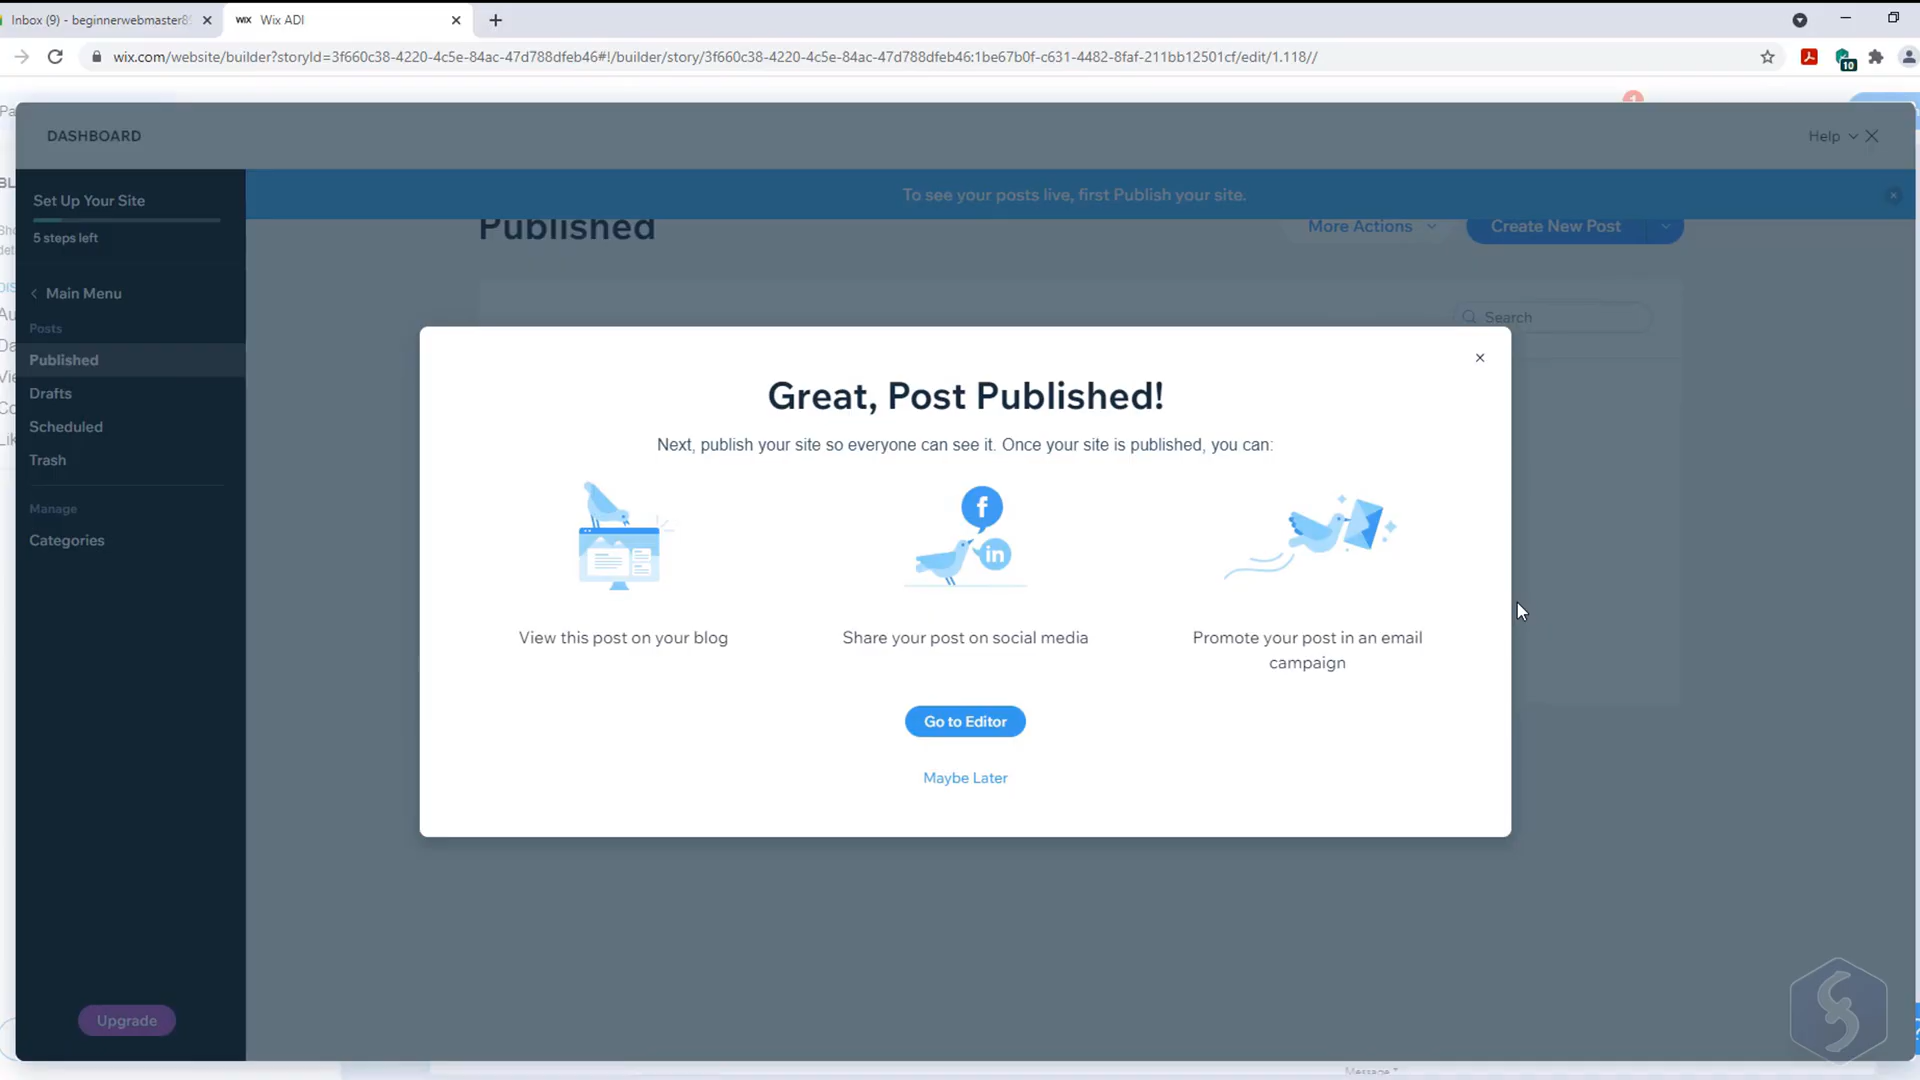 Inbox (9) - beginnerwebmaster89
WIX Wix ADI
wix.com/website/builder?storyId=3f660c38-4220-4c5e-84ac-47d788dfeb46#!/builder/story/3f660c38-4220-4c5e-84ac-47d788dfeb46:1be67b0f-c631-4482-8faf-211bb12501cf/edit/1.118//
10
DASHBOARD
Help
Set Up Your Site
5 steps left
To see your posts live, first Publish your site.
Published
More Actions
Create New Post
Main Menu
Posts
Search
Published
Drafts
Scheduled
Trash
Manage
Categories
Great, Post Published!
Next, publish your site so everyone can see it. Once your site is published, you can:
f
in
View this post on your blog
Share your post on social media
Promote your post in an email
campaign
Go to Editor
Maybe Later
Upgrade
Message *